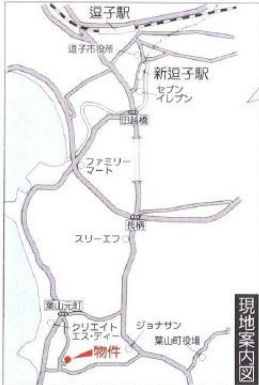 逗子駅
逗子市役所
新逗子駅
セブン
イレブン
田越橋
ファミリー
マート
長柄
スリーエフ
葉山元町
クリエイト
エス・ディー
ジョナサン
葉山町役場
物件
現地案内図